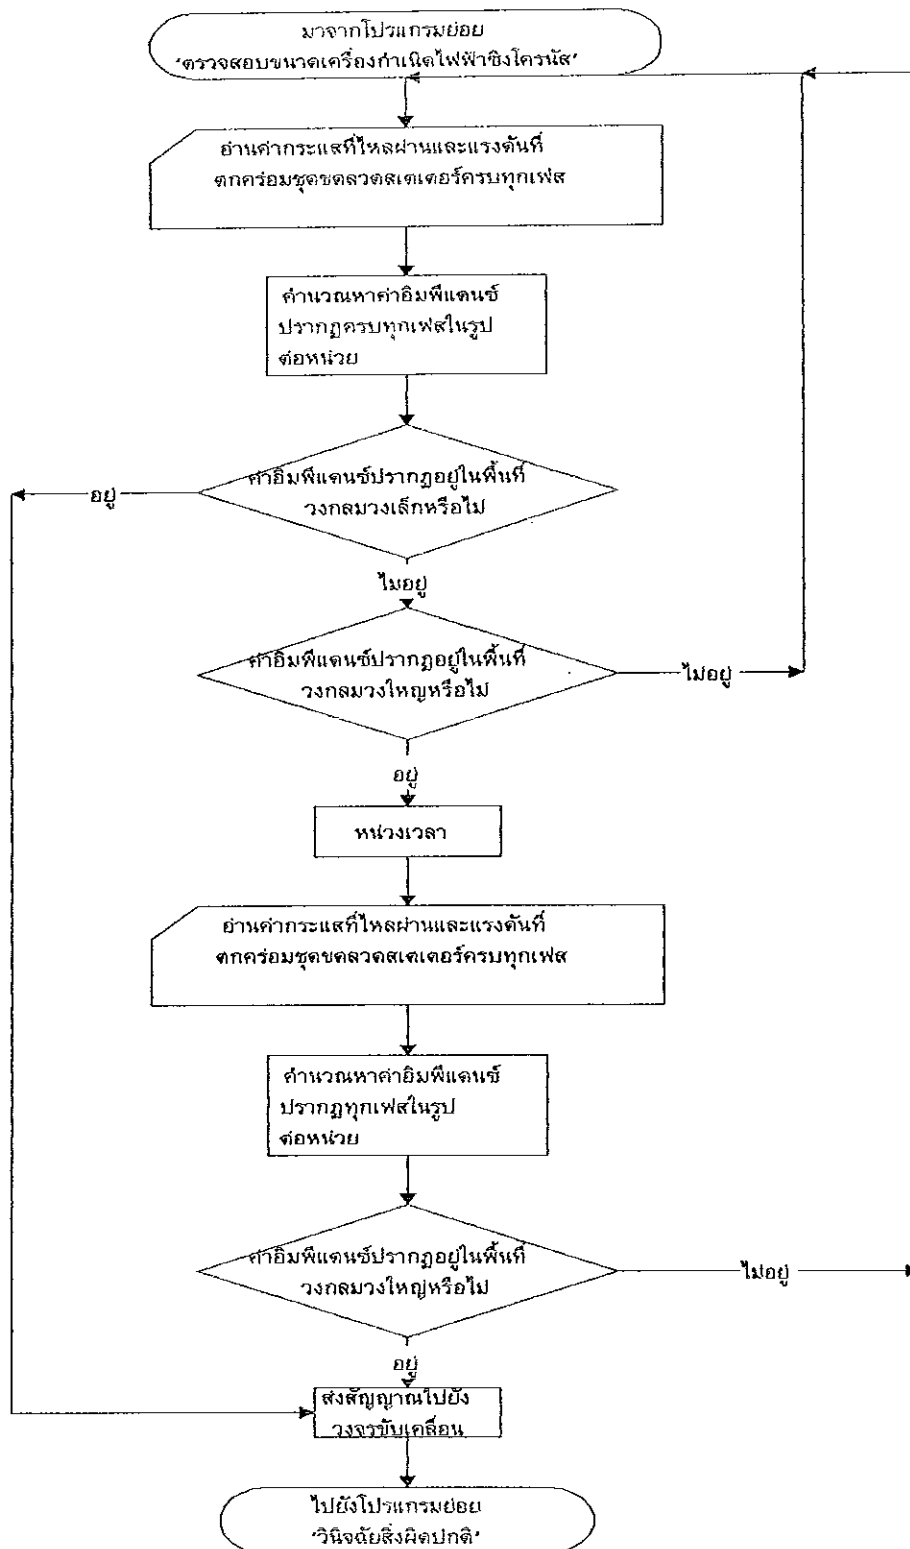 มาจากโปรแกรมย่อย
'ตรวจสอบขนาดเครื่องกำเนิดไฟฟ้าซิงโครนัส'
อ่านค่ากระแสที่ไหลผ่านและแรงดันที่
ตกคร่อมชุดขดลวดสเตเตอร์ครบทุกเฟส
คำนวณหาค่าอิมพีแดนซ์
ปรากฏครบทุกเฟสในรูป
ต่อหน่วย
ค่าอิมพีแดนซ์ปรากฏอยู่ในพื้นที่
วงกลมวงเล็กหรือไม่
อยู่
ไม่อยู่
ค่าอิมพีแดนซ์ปรากฏอยู่ในพื้นที่
วงกลมวงใหญ่หรือไม่
ไม่อยู่
อยู่
หน่วงเวลา
อ่านค่ากระแสที่ไหลผ่านและแรงดันที่
ตกคร่อมชุดขดลวดสเตเตอร์ครบทุกเฟส
คำนวณหาค่าอิมพีแดนซ์
ปรากฏทุกเฟสในรูป
ต่อหน่วย
ค่าอิมพีแดนซ์ปรากฏอยู่ในพื้นที่
วงกลมวงใหญ่หรือไม่
ไม่อยู่
อยู่
ส่งสัญญาณไปยัง
วงจรขับเคลื่อน
ไปยังโปรแกรมย่อย
'วินิจฉัยสิ่งผิดปกติ'